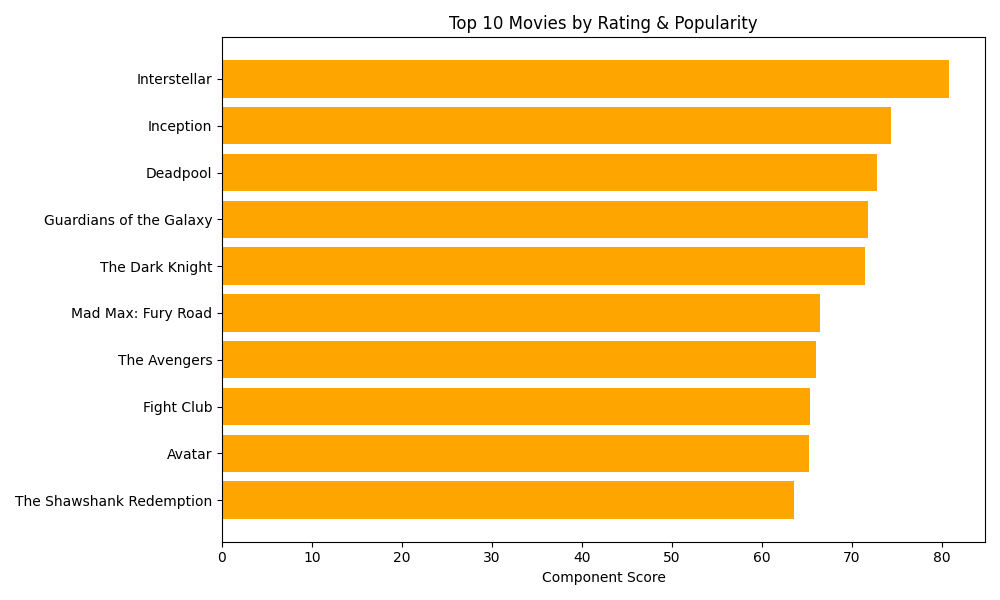 Top 10 Movies by Rating & Popularity
Interstellar
Inception
Deadpool
Guardians of the Galaxy
The Dark Knight
Mad Max: Fury Road
The Avengers
Fight Club
Avatar
The Shawshank Redemption
0 10 20 30 40 50 60 70 80
Component Score